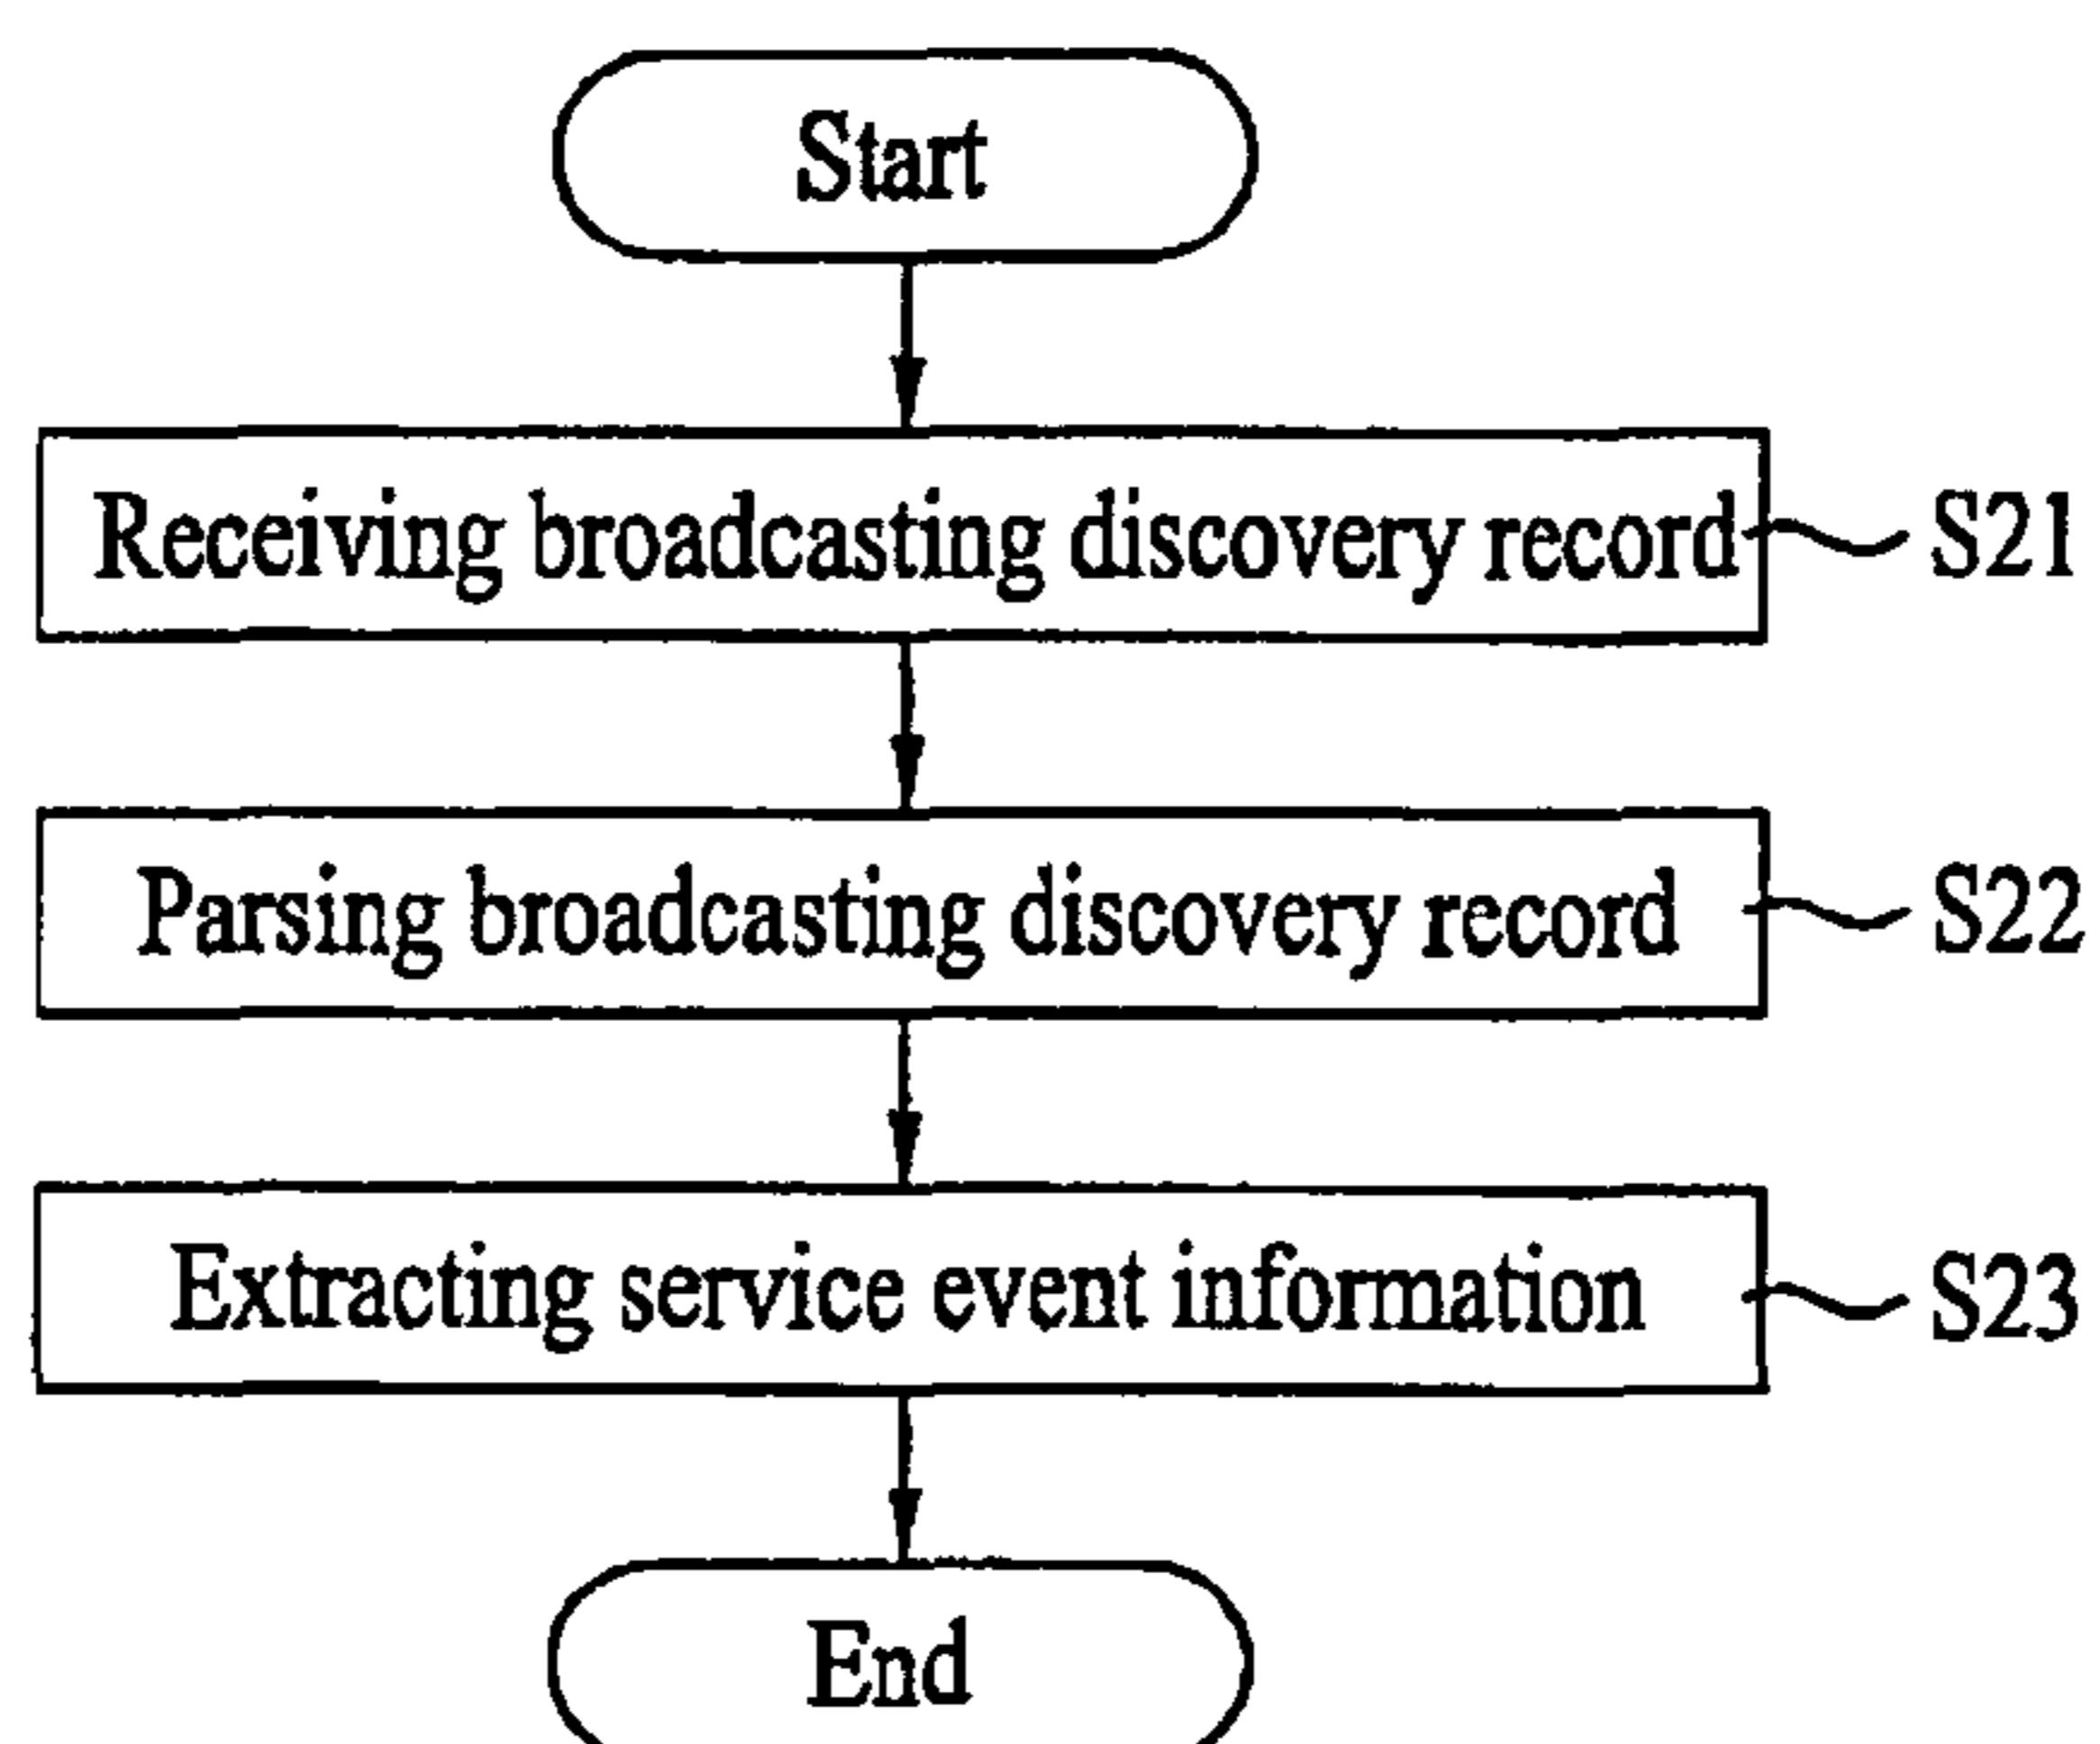 Start
Receiving broadcasting discovery record S21
Parsing broadcasting discovery record S22
Extracting service event information S23
End